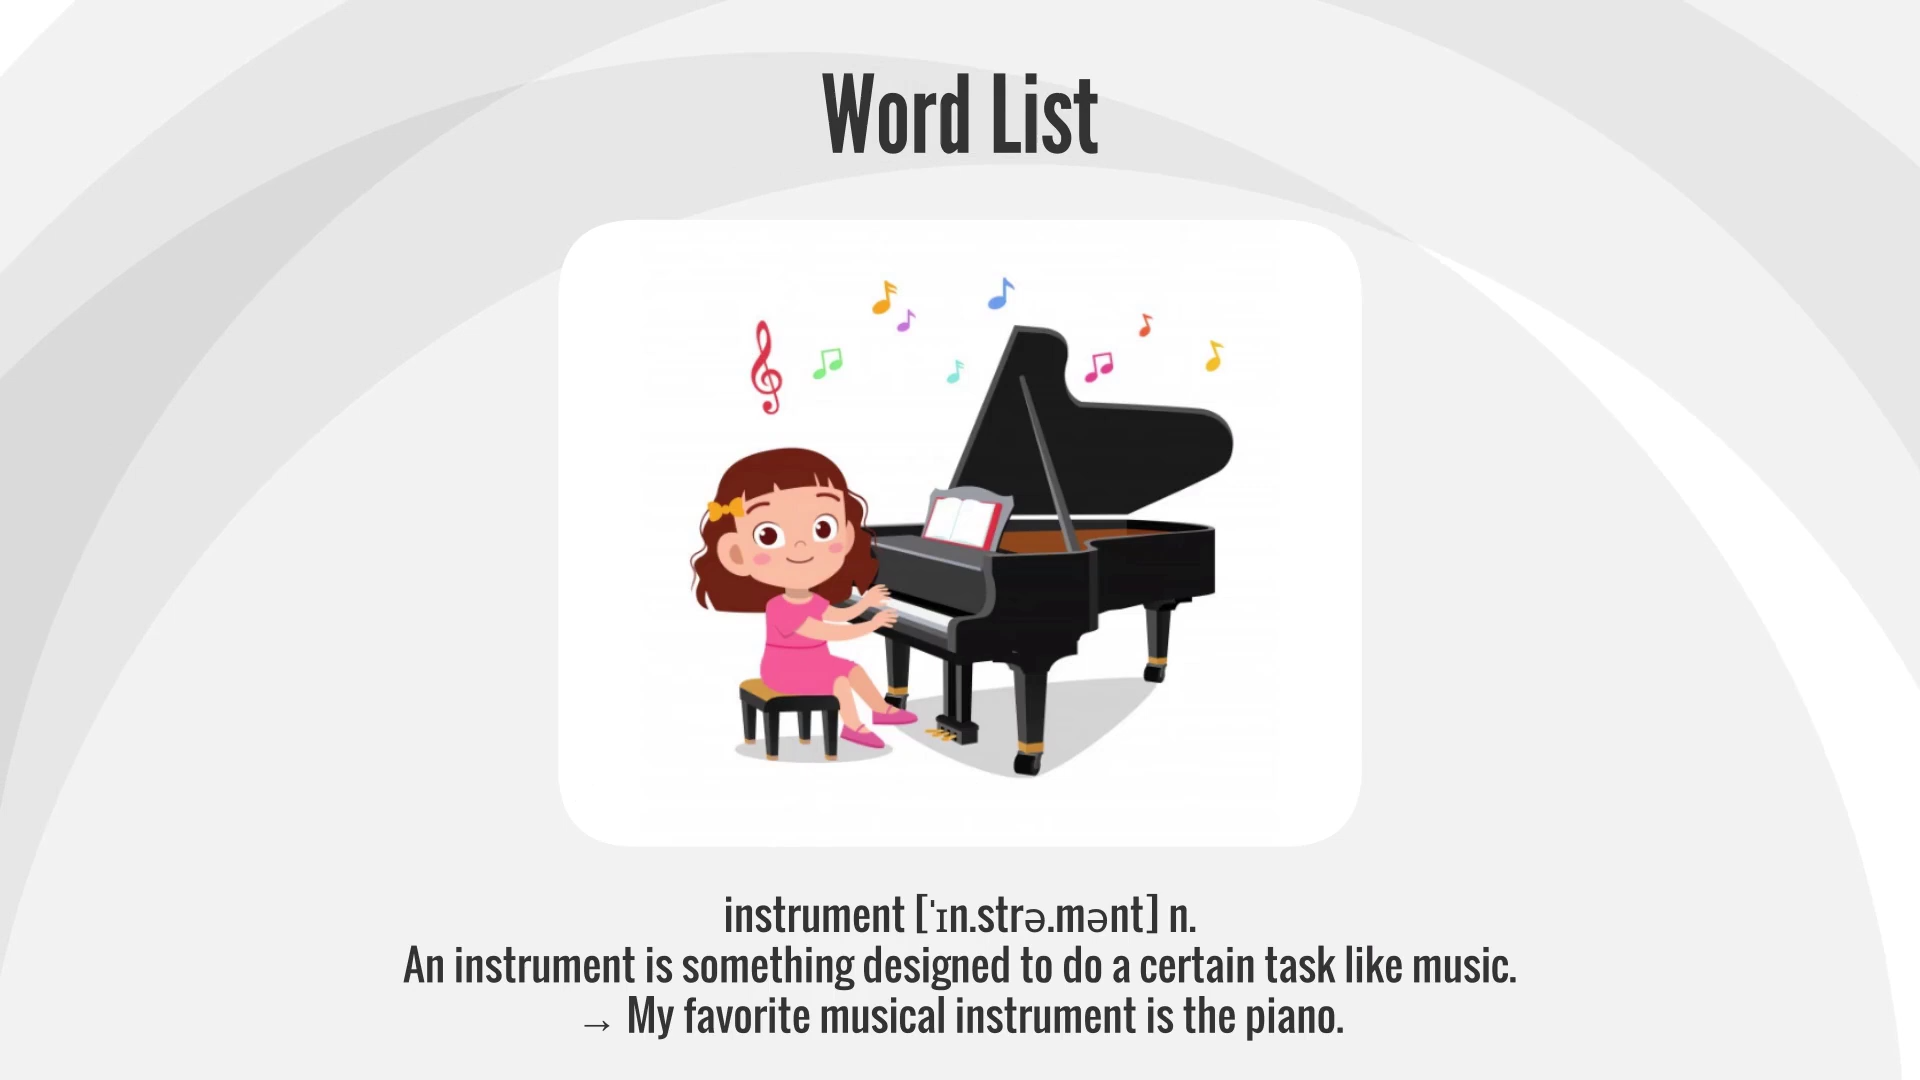 Word List
instrument [ˈɪn.strə.mənt] n.
An instrument is something designed to do a certain task like music.
→ My favorite musical instrument is the piano.